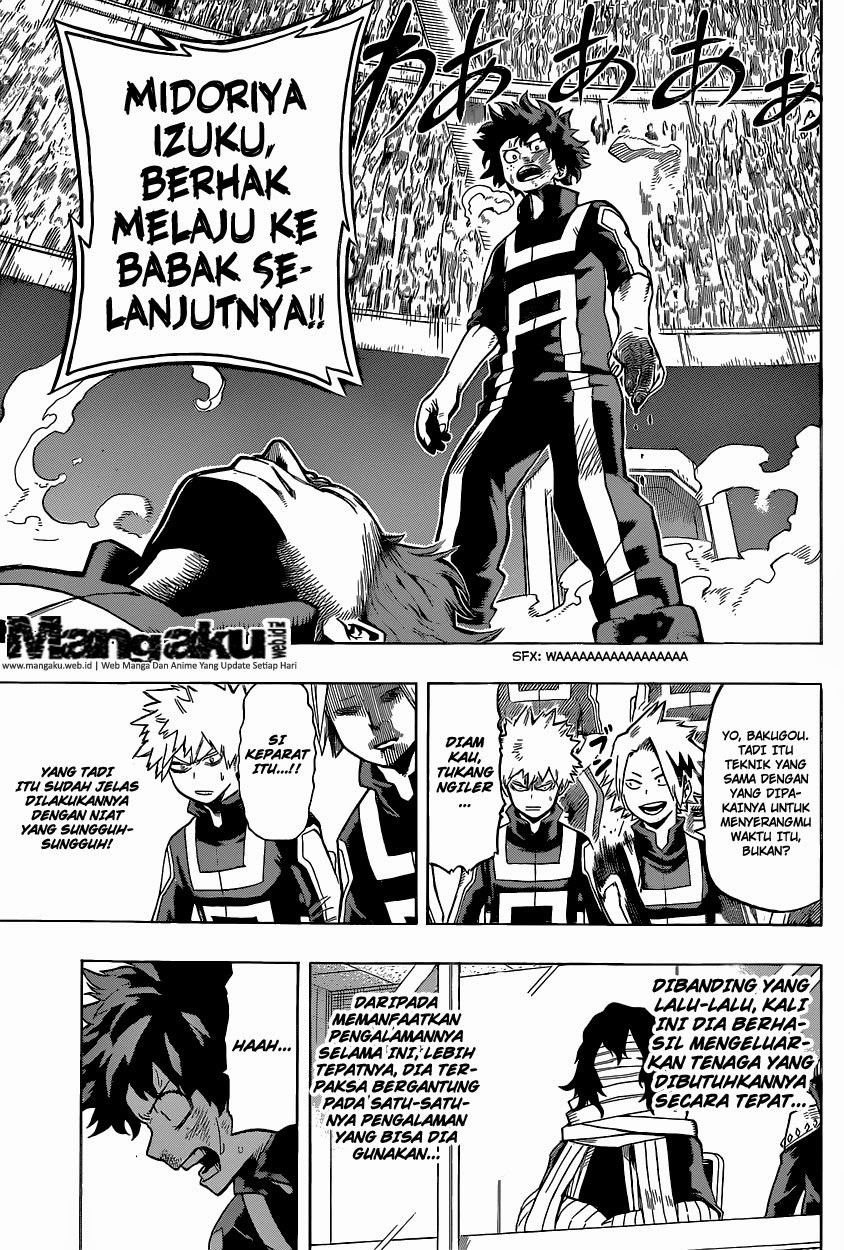 MIDORIYA
IZUKU,
BERHAK
MELAJU KE
BABAK SE-
LANJUTNYA!!
わぁぁぁぁ
Mangaku
EDITION
www.mangaku.web.id | Web Manga Dan Anime Yang Update Setiap Hari
SFX: WAAAAAAAAAAAAAAAAAA
YO, BAKUGOU.
TADI ITU
TEKNIK YANG
SAMA DENGAN
YANG DIPA-
KAINYA UNTUK
MENYERANGMU
WAKTU ITU,
BUKAN?
DIAM
KAU,
TUKANG
NGILER
...
SI
KEPARAT
ITU...!!
YANG TADI
ITU SUDAH JELAS
DILAKUKANNYA
DENGAN NIAT
YANG SUNGGUH-
SUNGGUH!
DIBANDING YANG
LALU-LALU, KALI
INI DIA BERHA-
SIL MENGELUAR-
KAN TENAGA YANG
DIBUTUHKANNYA
SECARA TEPAT...
DARIPADA
MEMANFAATKAN
PENGALAMANNYA
SELAMA INI, LEBIH
TEPATNYA, DIA TER-
PAKSA BERGANTUNG
PADA SATU-SATU-
NYA PENGALAMAN
YANG BISA DIA
GUNAKAN...
HAAH...